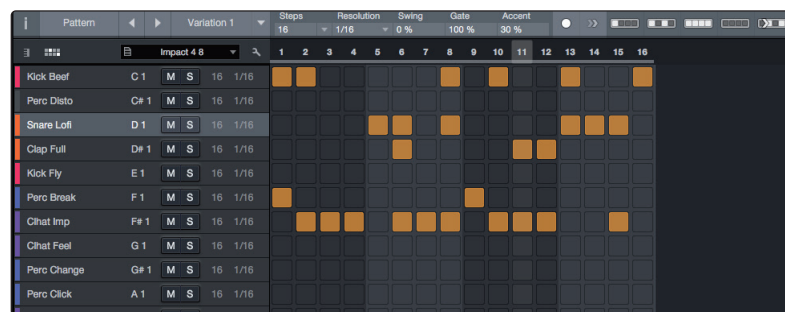 i Pattern Variation 1 Steps Resolution Swing Gate Accent
16 1/16 0 % 100 % 30 %
Impact 4 8 1 2 3 4 5 6 7 8 9 10 11 12 13 14 15 16
Kick Beef C 1 M S 16 1/16
Perc Disto C# 1 M S 16 1/16
Snare Lofi D 1 M S 16 1/16
Clap Full D# 1 M S 16 1/16
Kick Fly E 1 M S 16 1/16
Perc Break F 1 M S 16 1/16
Clhat Imp F# 1 M S 16 1/16
Clhat Feel G 1 M S 16 1/16
Perc Change G# 1 M S 16 1/16
Perc Click A 1 M S 16 1/16